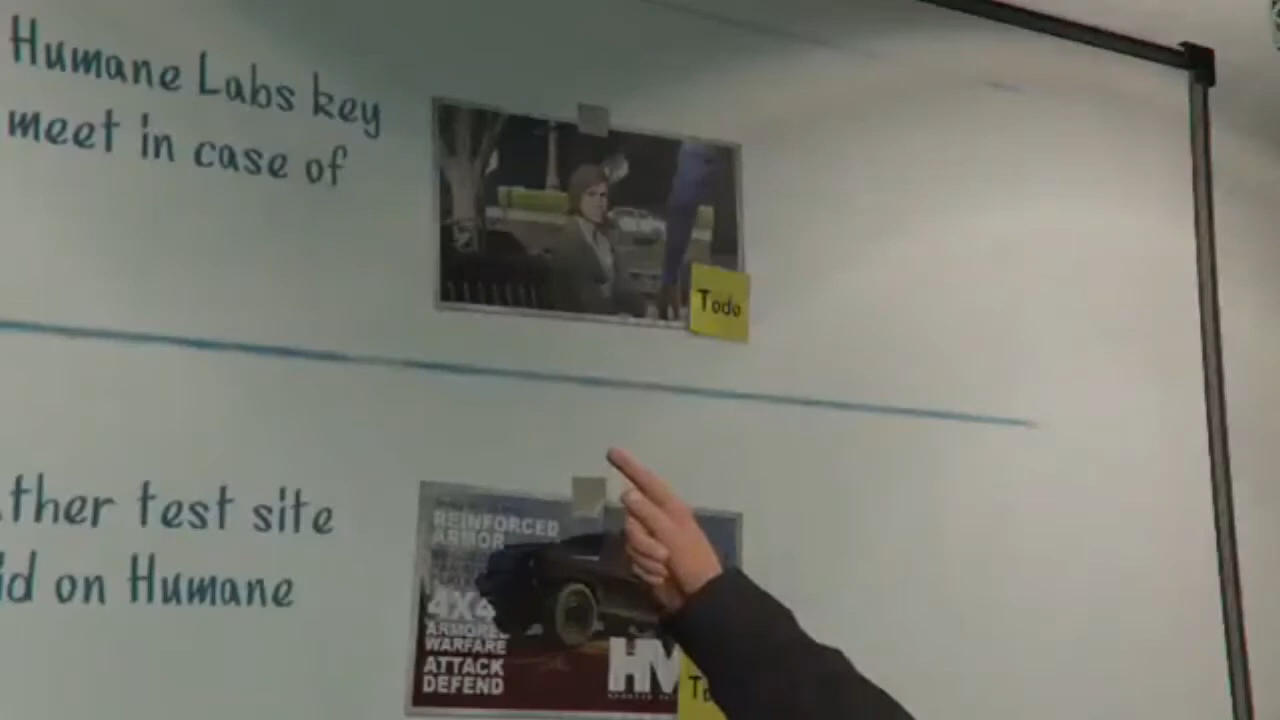 Humane Labs key
meet in case of
Todo
ther test site
id on Humane
REINFORCED
ARMOR
4X4
ARMORED
WARFARE
ATTACK
DEFEND